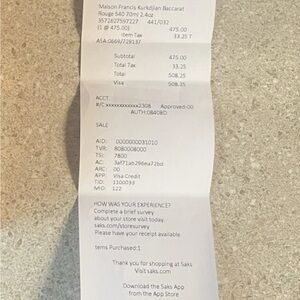 Maison Francis Kurkdjian Baccarat
Rouge 540 70ml 2.4oz
3572627597227 441/032
(1 @ 475.00) 475.00
Item Tax 33.25 T
ASA:0669/729137
Subtotal 475.00
Total Tax 33.25
Total 508.25
Visa 508.25
ACCT
#/C xxxxxxxxxxxx2308 Approved-00
AUTH:08408D
SALE
AID: 0000000031010
TVR: 8080008000
TSI: 7800
AC: 3af71ab296ea72bd
ARC: 00
APP: Visa Credit
TID: 1100033
MID: 122
HOW WAS YOUR EXPERIENCE?
Complete a brief survey
about your store visit today.
saks.com/storesurvey
Please have your receipt available.
tems Purchased:1
Thank you for shopping at Saks
Visit saks.com
Download the Saks App
from the App Store